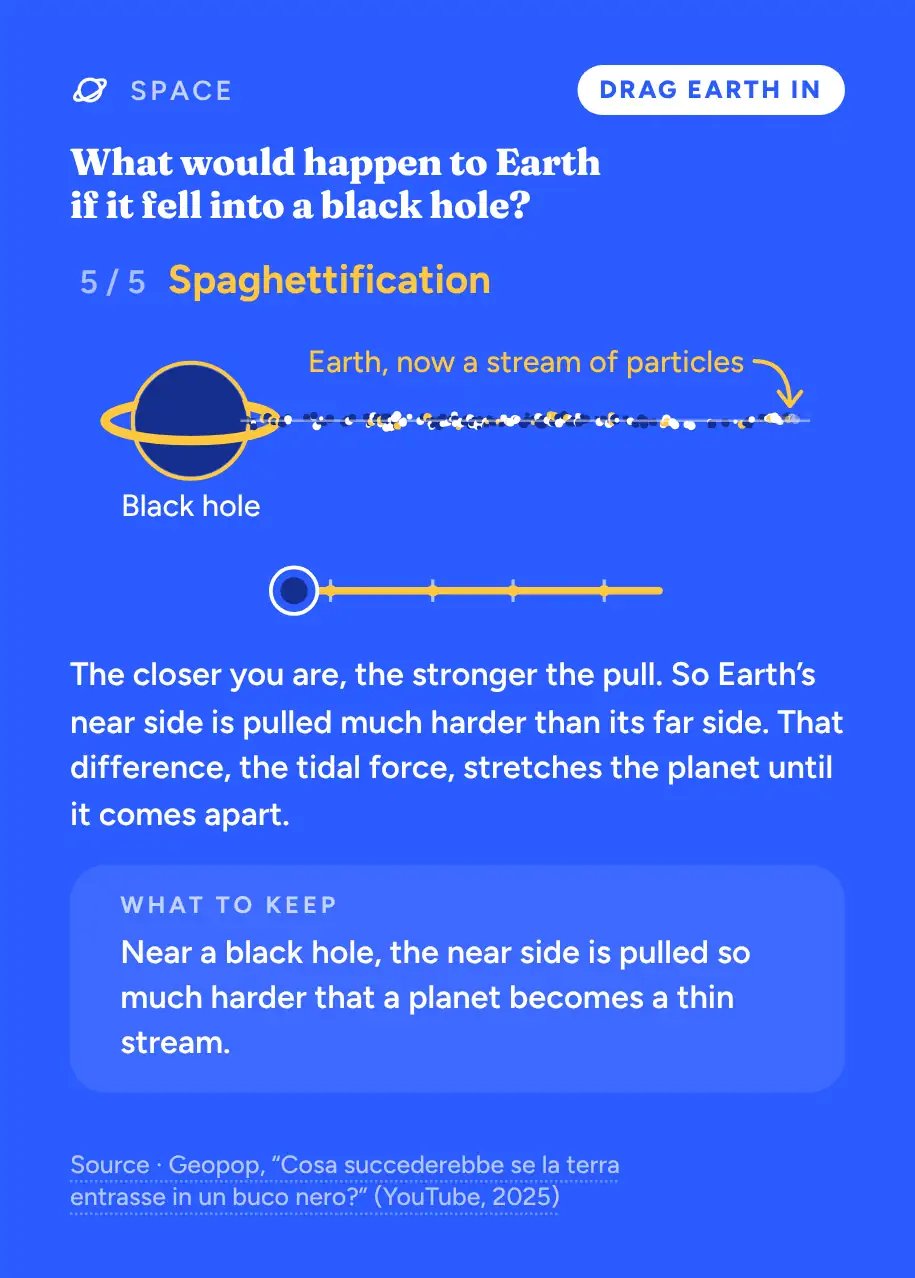 SPACE
DRAG EARTH IN
What would happen to Earth
if it fell into a black hole?
5 / 5 Spaghettification
Earth, now a stream of particles
Black hole
The closer you are, the stronger the pull. So Earth’s
near side is pulled much harder than its far side. That
difference, the tidal force, stretches the planet until
it comes apart.
WHAT TO KEEP
Near a black hole, the near side is pulled so
much harder that a planet becomes a thin
stream.
Source · Geopop, “Cosa succederebbe se la terra
entrasse in un buco nero?” (YouTube, 2025)